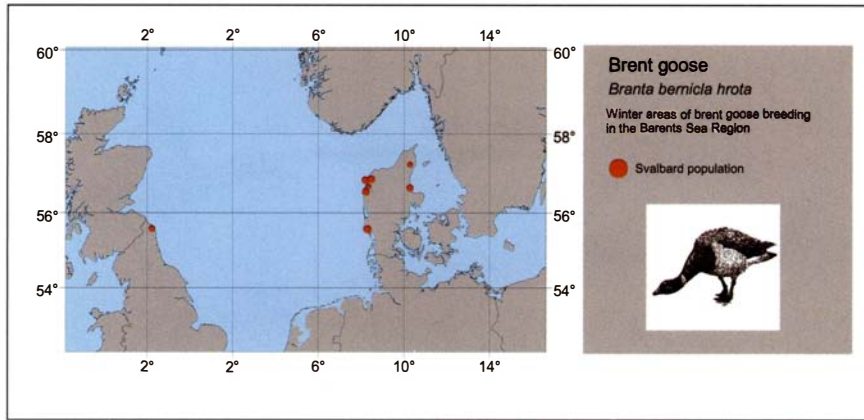 2° 2° 6° 10° 14°
60° 60°
58° 58°
56° 56°
54° 54°
2° 2° 6° 10° 14°
Brent goose
Branta bernicla hrota
Winter areas of brent goose breeding
in the Barents Sea Region
Svalbard population